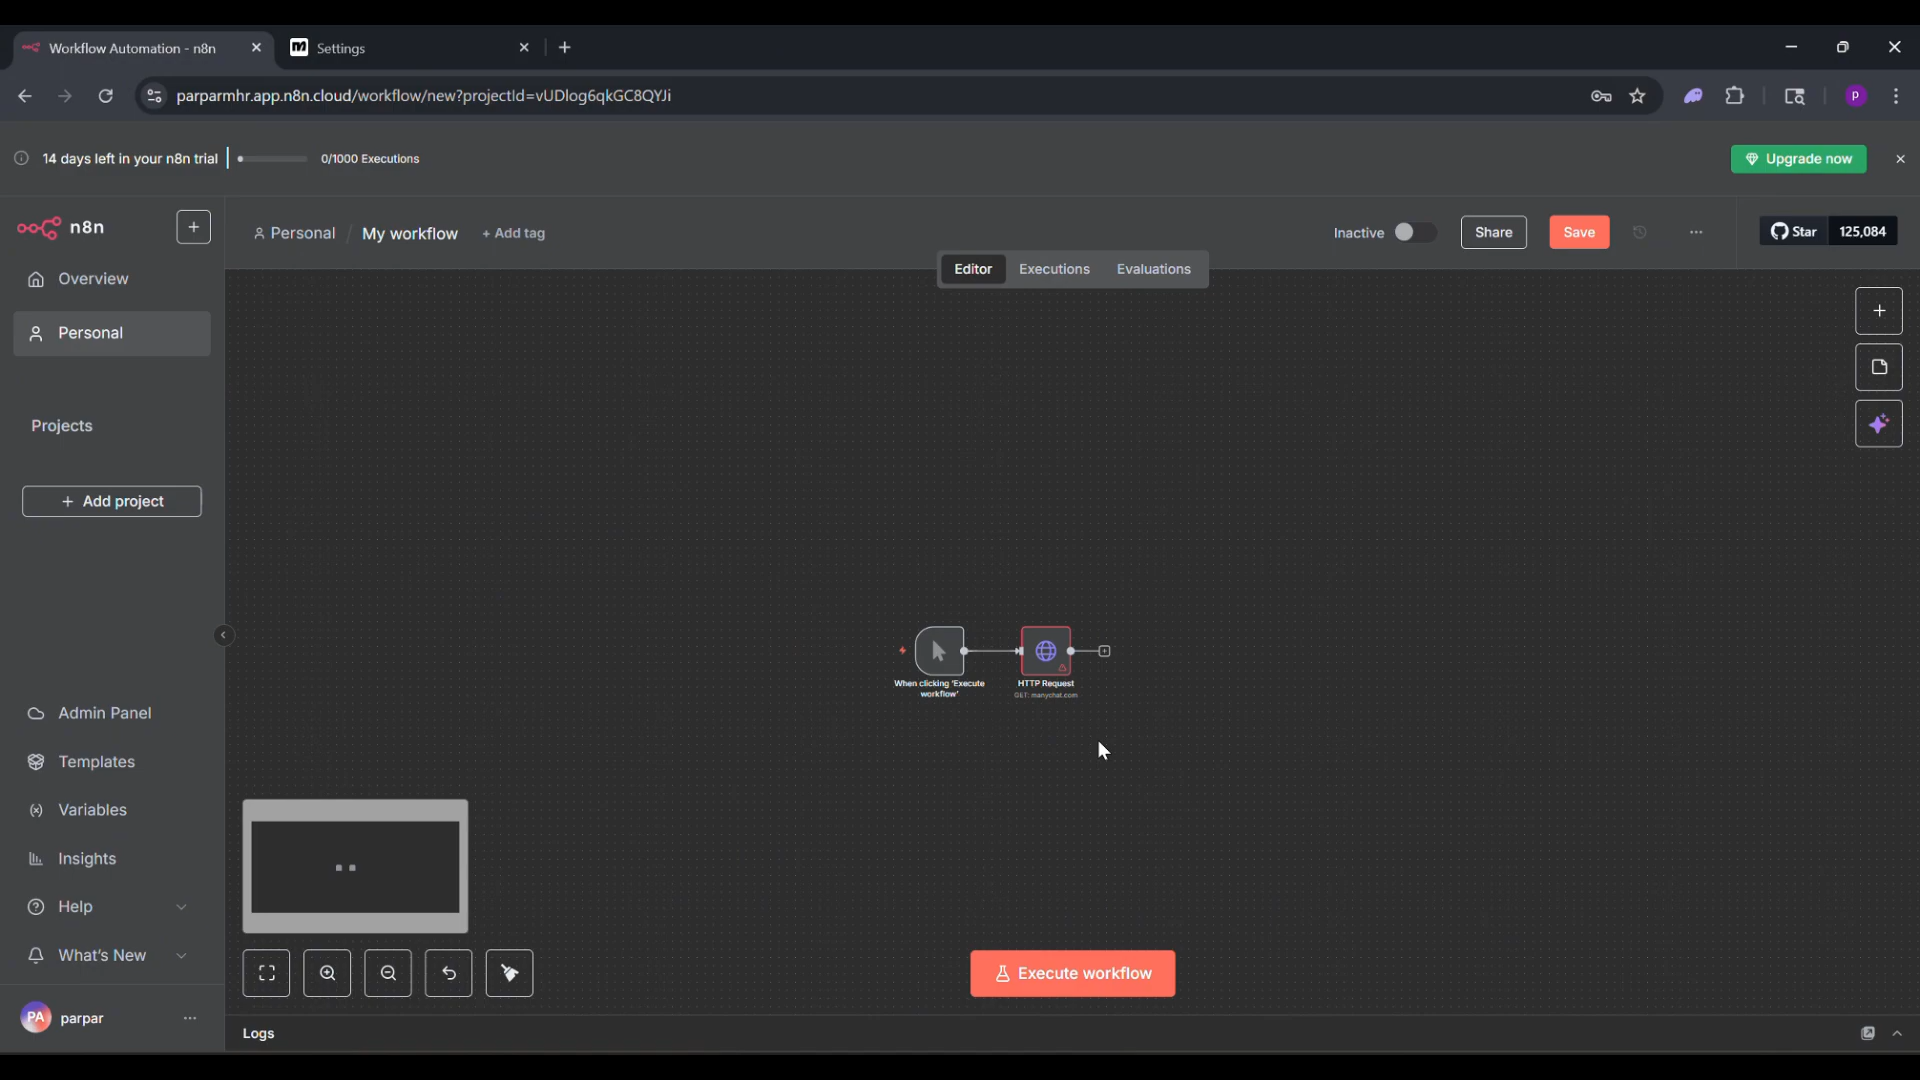 Workflow Automation - n8n
Settings
parparmhr.app.n8n.cloud/workflow/new?projectId=vUDlog6qkGC8QYJi
P
14 days left in your n8n trial
0/1000 Executions
Upgrade now
n8n
Personal / My workflow + Add tag
Inactive
Share
Save
Star 125,084
Editor Executions Evaluations
Overview
Personal
Projects
+ Add project
When clicking 'Execute
workflow'
HTTP Request
GET: manychat.com
Admin Panel
Templates
Variables
Insights
Help
What's New
Execute workflow
PA parpar
Logs